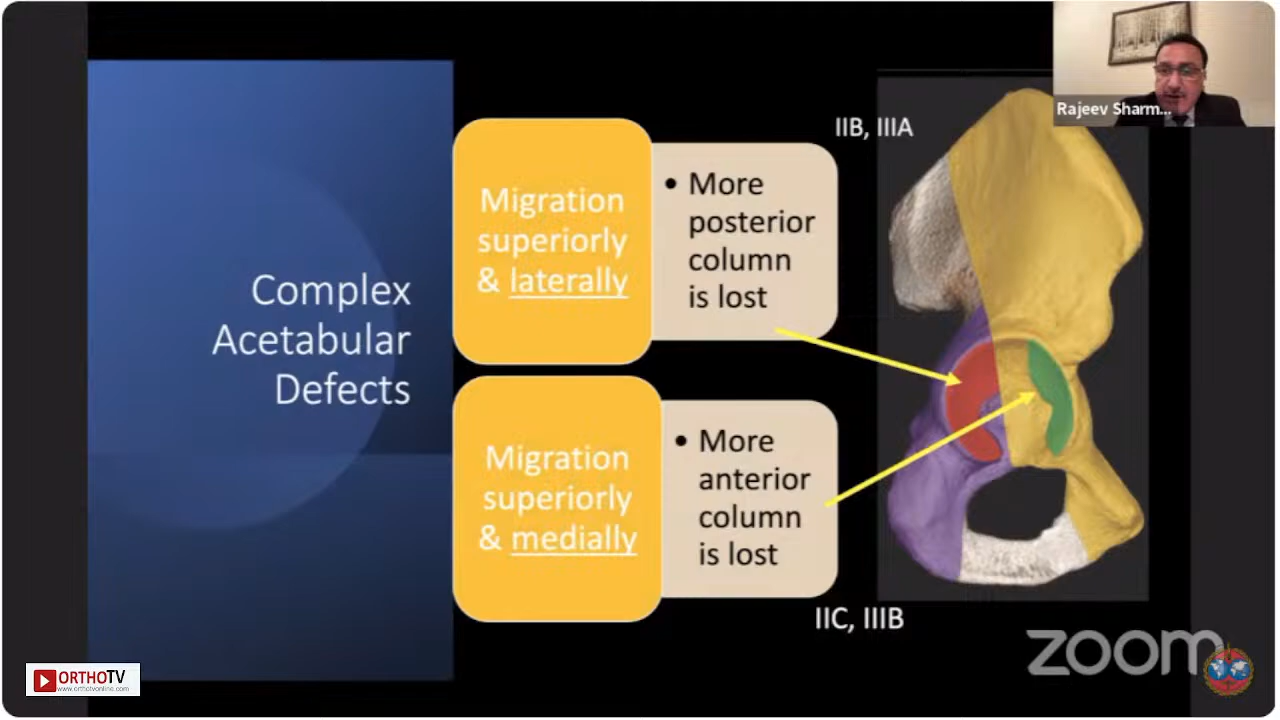 Complex
Acetabular
Defects
Migration
superiorly
& laterally
• More
posterior
column
is lost
Migration
superiorly
& medially
• More
anterior
column
is lost
IIB, IIIA
IIC, IIIB
Rajeev Sharm...
zoom
ORTHOTV
www.orthotvonline.com